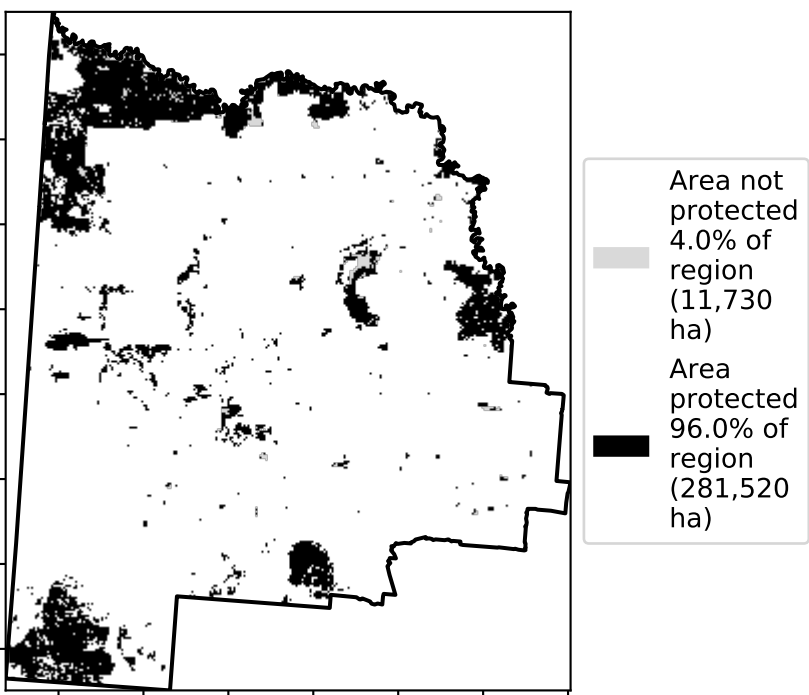 Area not
protected
4.0% of
region
(11,730
ha)
Area
protected
96.0% of
region
(281,520
ha)